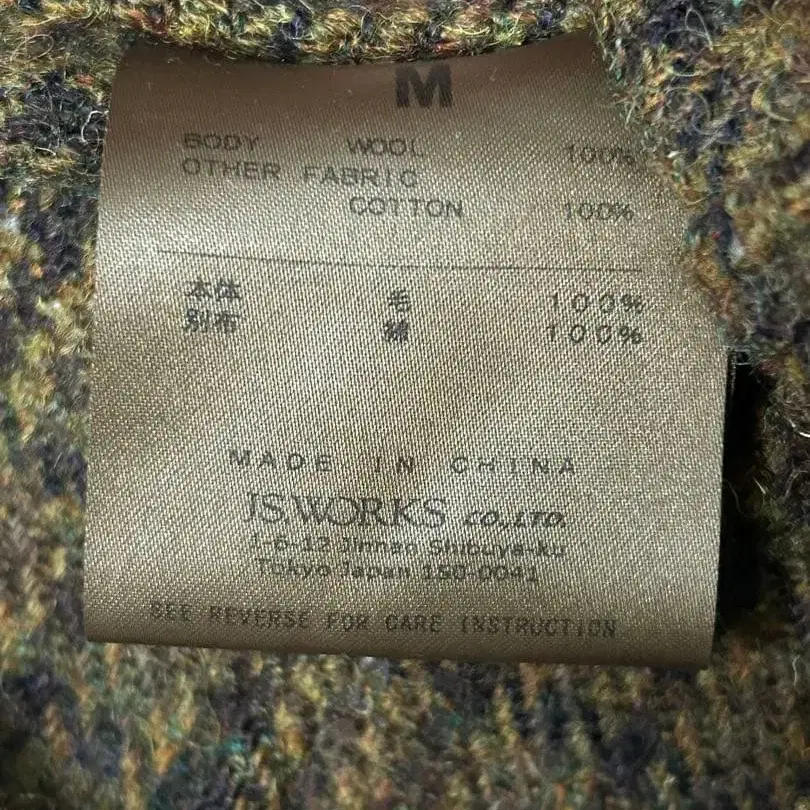 M
BODY WOOL 100%
OTHER FABRIC
COTTON 100%
本体 毛 100%
別布 綿 100%
MADE IN CHINA
JS.WORKS CO.,LTD.
1-6-12 Jinnan Shibuya-ku
Tokyo Japan 150-0041
SEE REVERSE FOR CARE INSTRUCTION